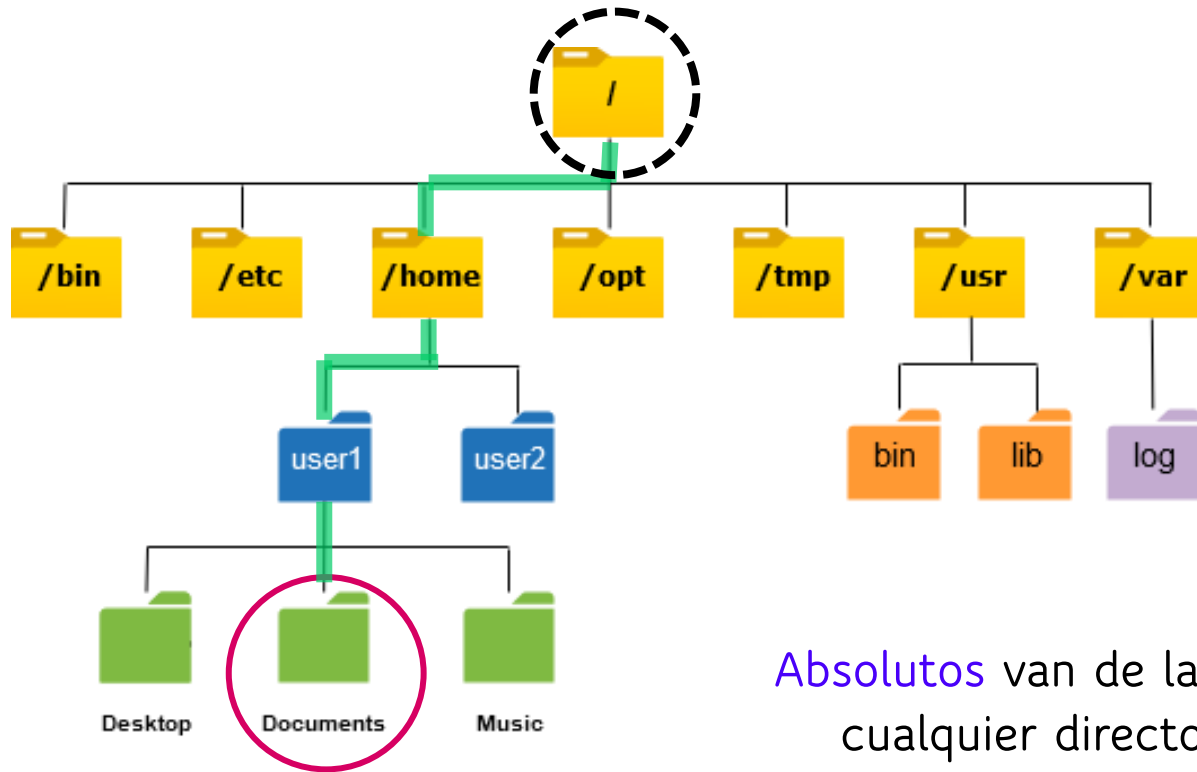 /
/bin /etc /home /opt /tmp /usr /var
user1 user2 bin lib log
Desktop Documents Music
Absolutos van de la
cualquier directo